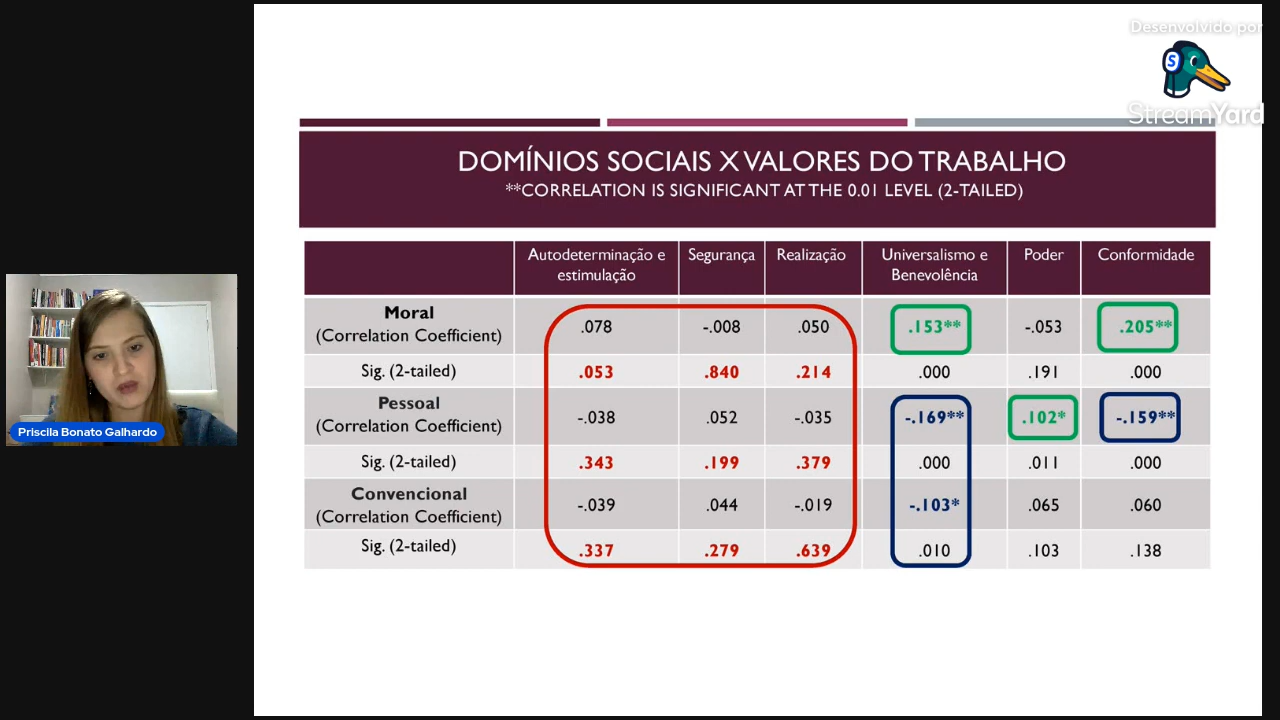 Desenvolvido por
StreamYard
DOMÍNIOS SOCIAIS X VALORES DO TRABALHO
**CORRELATION IS SIGNIFICANT AT THE 0.01 LEVEL (2-TAILED)
Autodeterminação e estimulação Segurança Realização Universalismo e Benevolência Poder Conformidade
Moral
(Correlation Coefficient) .078 -.008 .050 .153** -.053 .205**
Sig. (2-tailed) .053 .840 .214 .000 .191 .000
Pessoal
(Correlation Coefficient) -.038 .052 -.035 -.169** .102* -.159**
Sig. (2-tailed) .343 .199 .379 .000 .011 .000
Convencional
(Correlation Coefficient) -.039 .044 -.019 -.103* .065 .060
Sig. (2-tailed) .337 .279 .639 .010 .103 .138
Priscila Bonato Galhardo